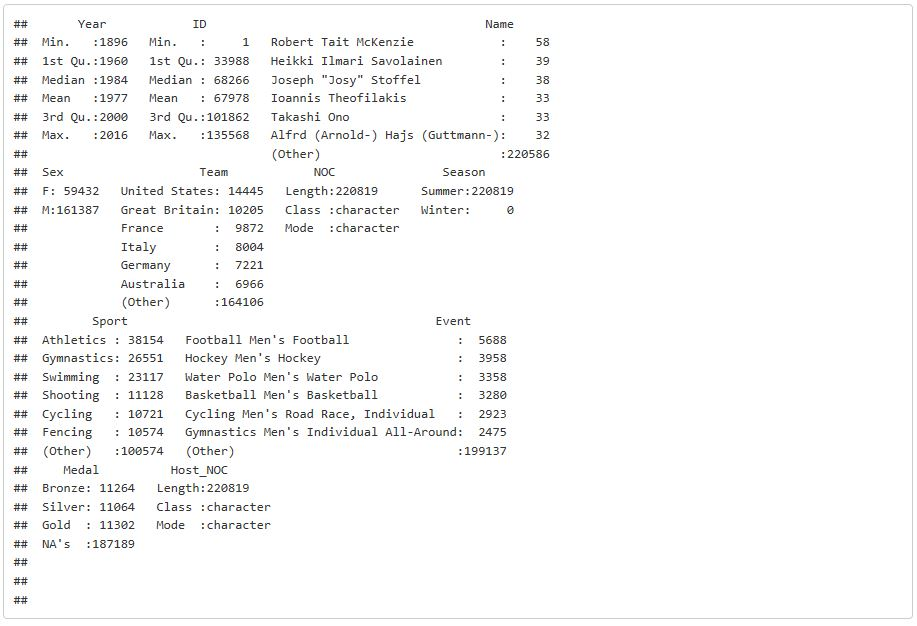 ##       Year            ID                                        Name
##  Min.   :1896   Min.   :     1   Robert Tait McKenzie            :    58
##  1st Qu.:1960   1st Qu.: 33988   Heikki Ilmari Savolainen        :    39
##  Median :1984   Median : 68266   Joseph "Josy" Stoffel           :    38
##  Mean   :1977   Mean   : 67978   Ioannis Theofilakis             :    33
##  3rd Qu.:2000   3rd Qu.:101862   Takashi Ono                     :    33
##  Max.   :2016   Max.   :135568   Alfrd (Arnold-) Hajs (Guttmann-):    32
##                                  (Other)                         :220586
##  Sex                   Team            NOC               Season
##  F: 59432   United States: 14445   Length:220819      Summer:220819
##  M:161387   Great Britain: 10205   Class :character   Winter:     0
##             France       :  9872   Mode  :character
##             Italy        :  8004
##             Germany      :  7221
##             Australia    :  6966
##             (Other)      :164106
##         Sport                                           Event
##  Athletics : 38154   Football Men's Football               :  5688
##  Gymnastics: 26551   Hockey Men's Hockey                   :  3958
##  Swimming  : 23117   Water Polo Men's Water Polo           :  3358
##  Shooting  : 11128   Basketball Men's Basketball           :  3280
##  Cycling   : 10721   Cycling Men's Road Race, Individual   :  2923
##  Fencing   : 10574   Gymnastics Men's Individual All-Around:  2475
##  (Other)   :100574   (Other)                               :199137
##     Medal          Host_NOC
##  Bronze: 11264   Length:220819
##  Silver: 11064   Class :character
##  Gold  : 11302   Mode  :character
##  NA's  :187189
##
##
##